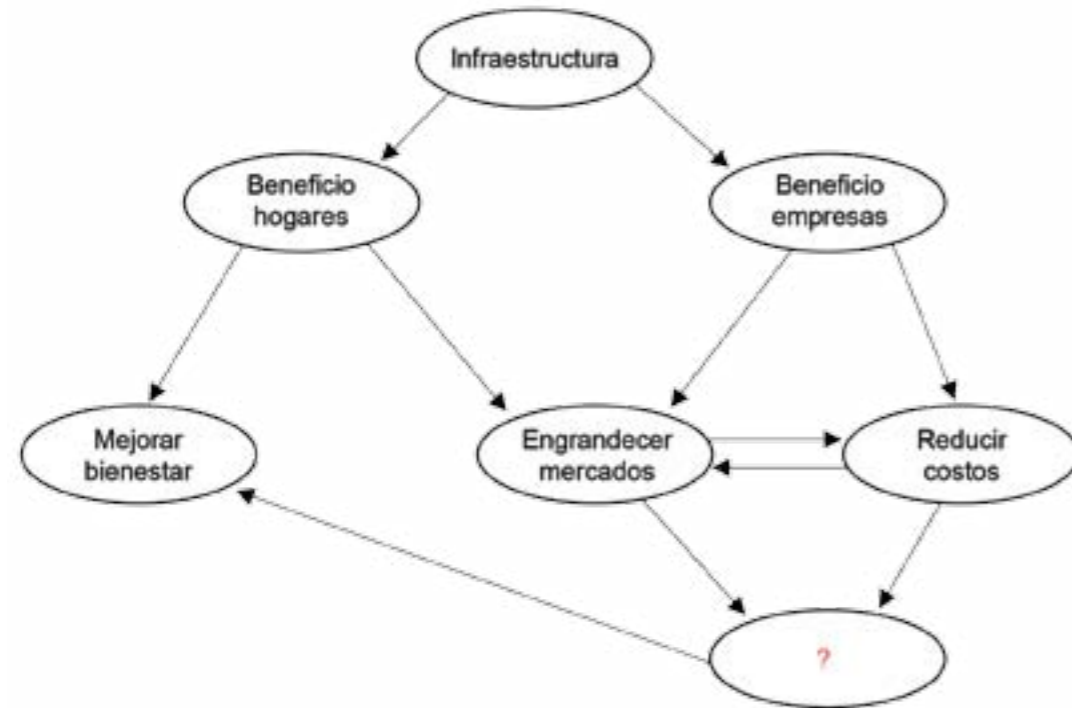 Infraestructura
Beneficio
hogares
Beneficio
empresas
Mejorar
bienestar
Engrandecer
mercados
Reducir
costos
?